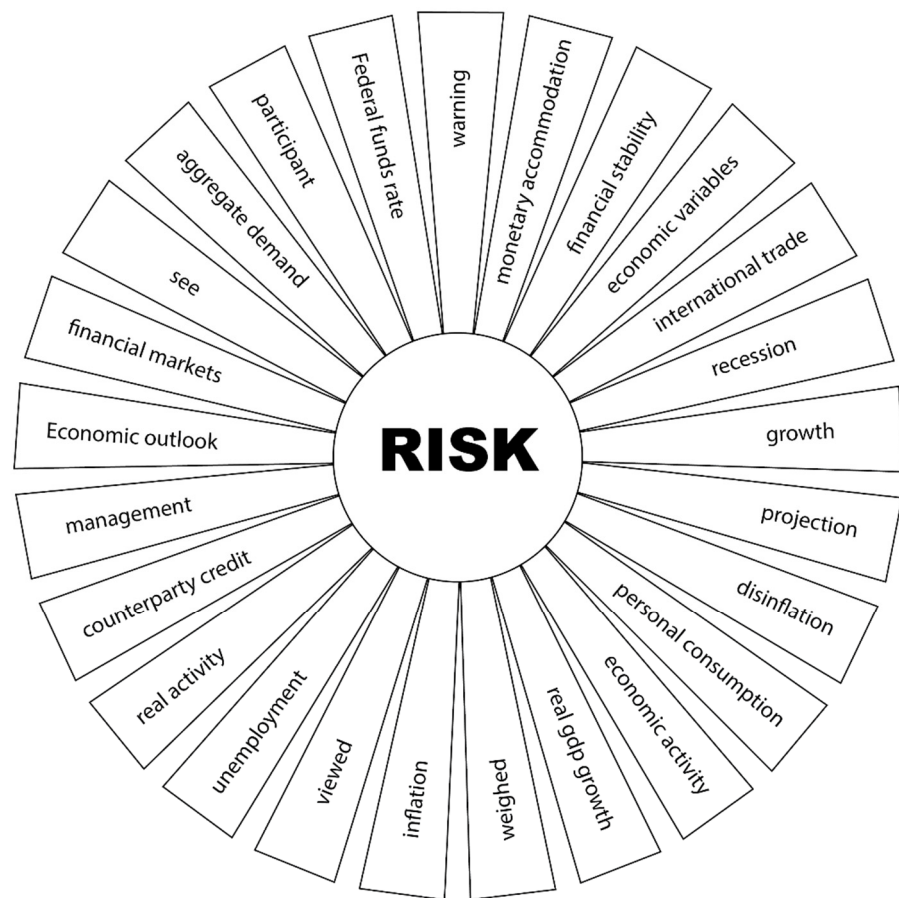 warning
monetary accommodation
financial stability
economic variables
international trade
recession
growth
projection
disinflation
personal consumption
economic activity
real gdp growth
weighed
inflation
viewed
unemployment
real activity
counterparty credit
management
Economic outlook
financial markets
see
aggregate demand
participant
Federal funds rate
RISK